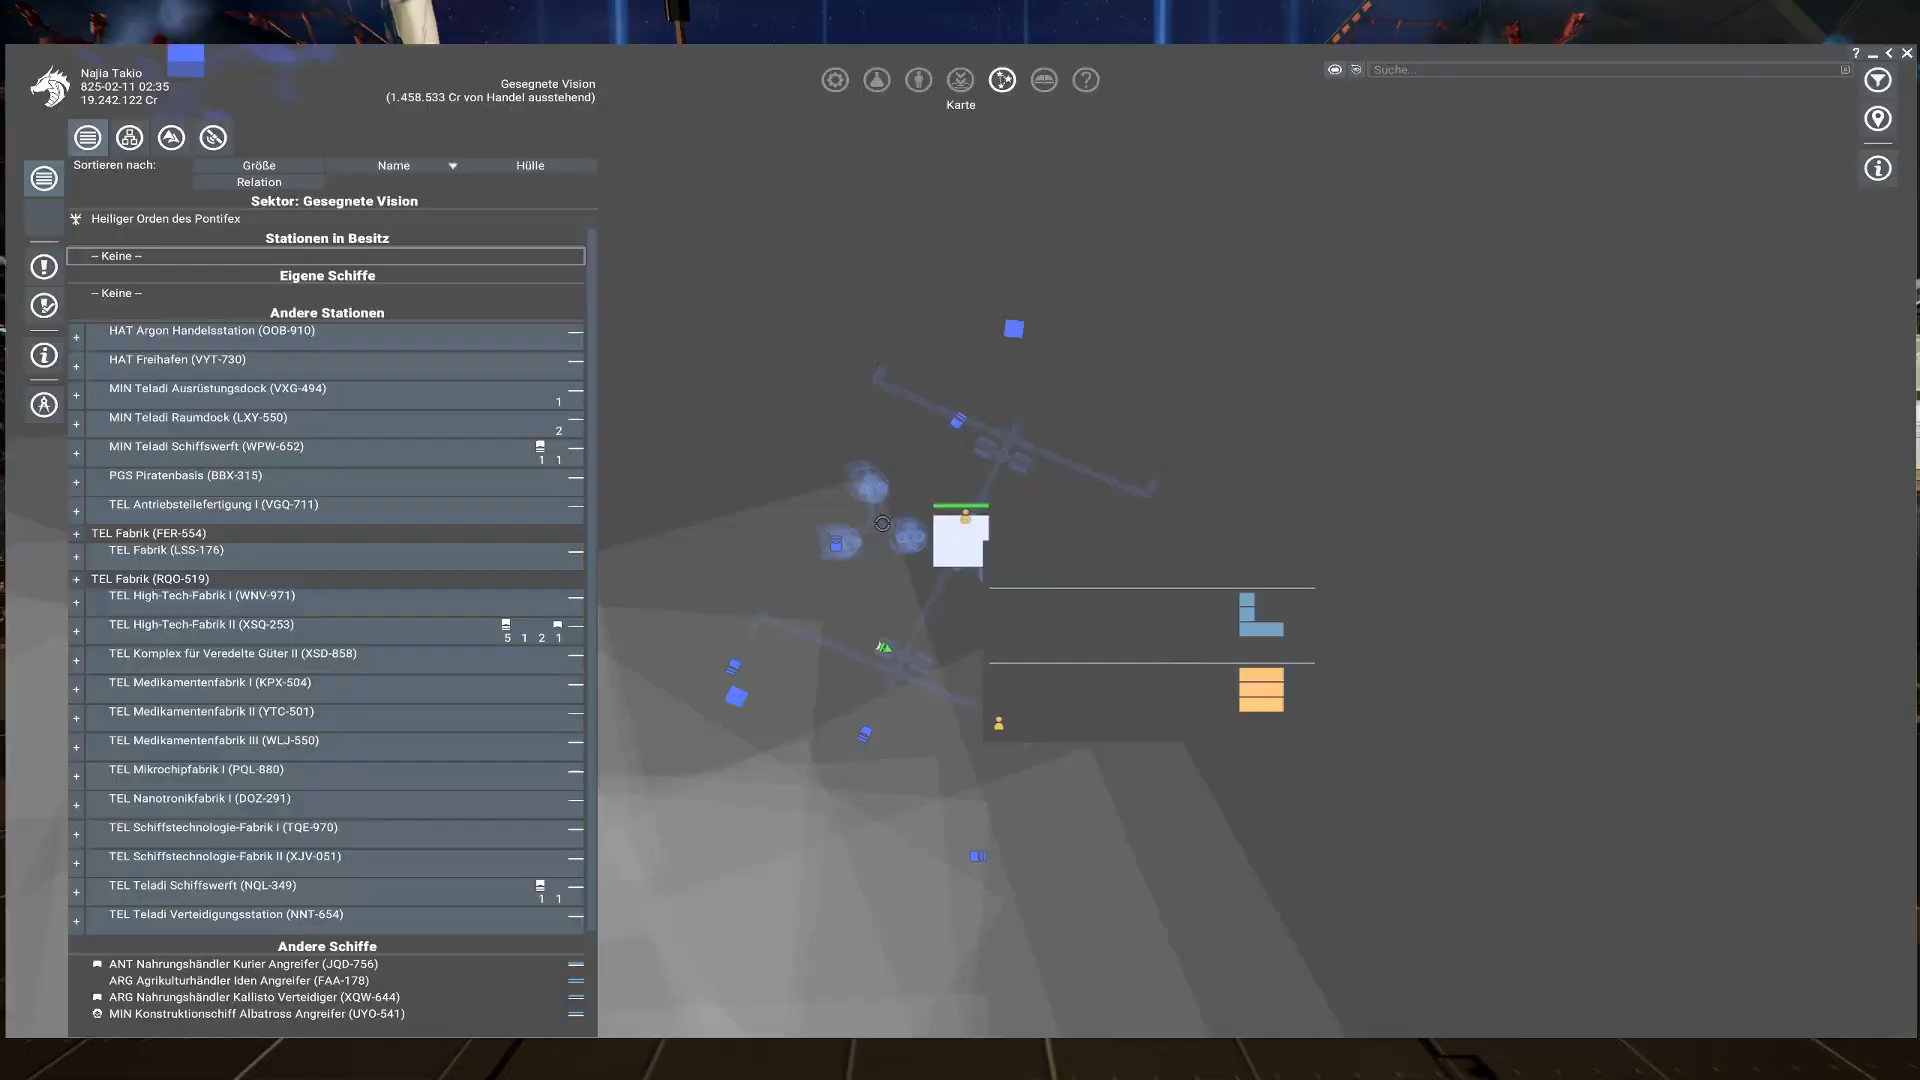 Najia Takio
825-02-11 02:35
19.242.122 Cr
Gesegnete Vision
(1.458.533 Cr von Handel ausstehend)
Karte
Suche...
Sortieren nach:
Größe
Name
Hülle
Relation
Sektor: Gesegnete Vision
Heiliger Orden des Pontifex
Stationen in Besitz
-- Keine --
Eigene Schiffe
-- Keine --
Andere Stationen
HAT Argon Handelsstation (OOB-910)
HAT Freihafen (VYT-730)
MIN Teladi Ausrüstungsdock (VXG-494)
1
MIN Teladi Raumdock (LXY-550)
2
MIN Teladi Schiffswerft (WPW-652)
1 1
PGS Piratenbasis (BBX-315)
TEL Antriebsteilefertigung I (VGQ-711)
TEL Fabrik (FER-554)
TEL Fabrik (LSS-176)
TEL Fabrik (RQO-519)
TEL High-Tech-Fabrik I (WNV-971)
TEL High-Tech-Fabrik II (XSQ-253)
5 1 2 1
TEL Komplex für Veredelte Güter II (XSD-858)
TEL Medikamentenfabrik I (KPX-504)
TEL Medikamentenfabrik II (YTC-501)
TEL Medikamentenfabrik III (WLJ-550)
TEL Mikrochipfabrik I (PQL-880)
TEL Nanotronikfabrik I (DOZ-291)
TEL Schiffstechnologie-Fabrik I (TQE-970)
TEL Schiffstechnologie-Fabrik II (XJV-051)
TEL Teladi Schiffswerft (NQL-349)
1 1
TEL Teladi Verteidigungsstation (NNT-654)
Andere Schiffe
ANT Nahrungshändler Kurier Angreifer (JQD-756)
ARG Agrikulturhändler Iden Angreifer (FAA-178)
ARG Nahrungshändler Kallisto Verteidiger (XQW-644)
MIN Konstruktionschiff Albatross Angreifer (UYO-541)